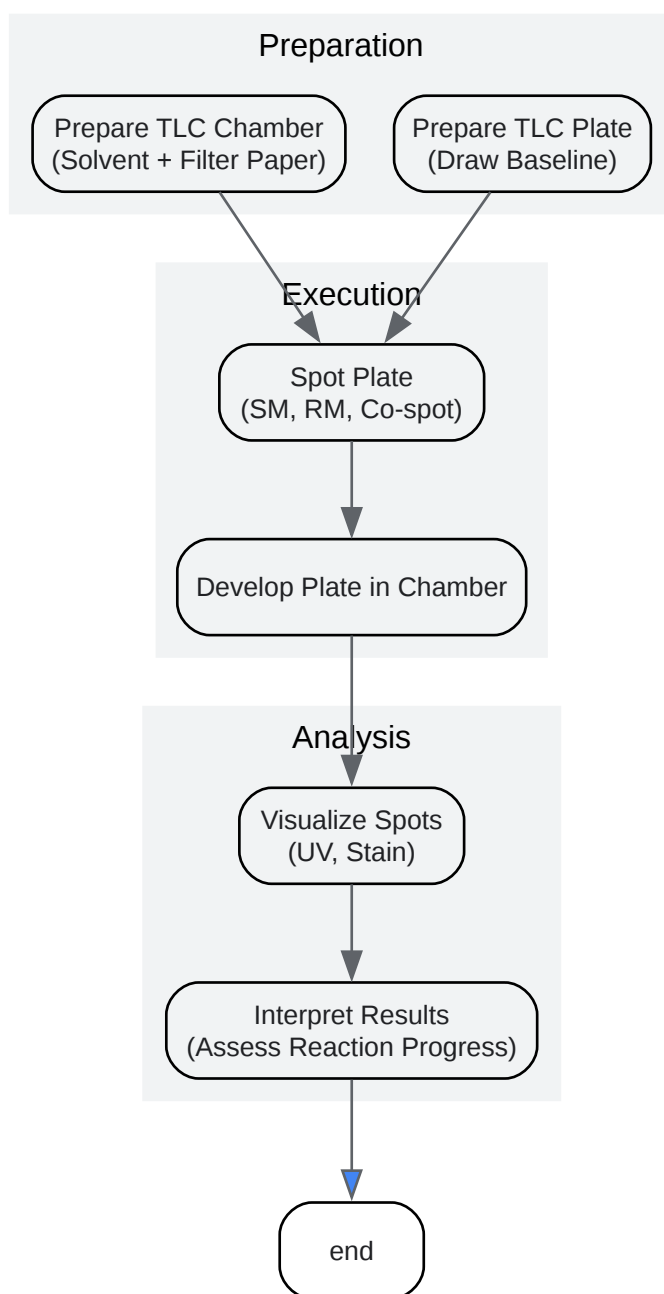 Preparation
Prepare TLC Chamber
(Solvent + Filter Paper)
Prepare TLC Plate
(Draw Baseline)
Execution
Spot Plate
(SM, RM, Co-spot)
Develop Plate in Chamber
Analysis
Visualize Spots
(UV, Stain)
Interpret Results
(Assess Reaction Progress)
end